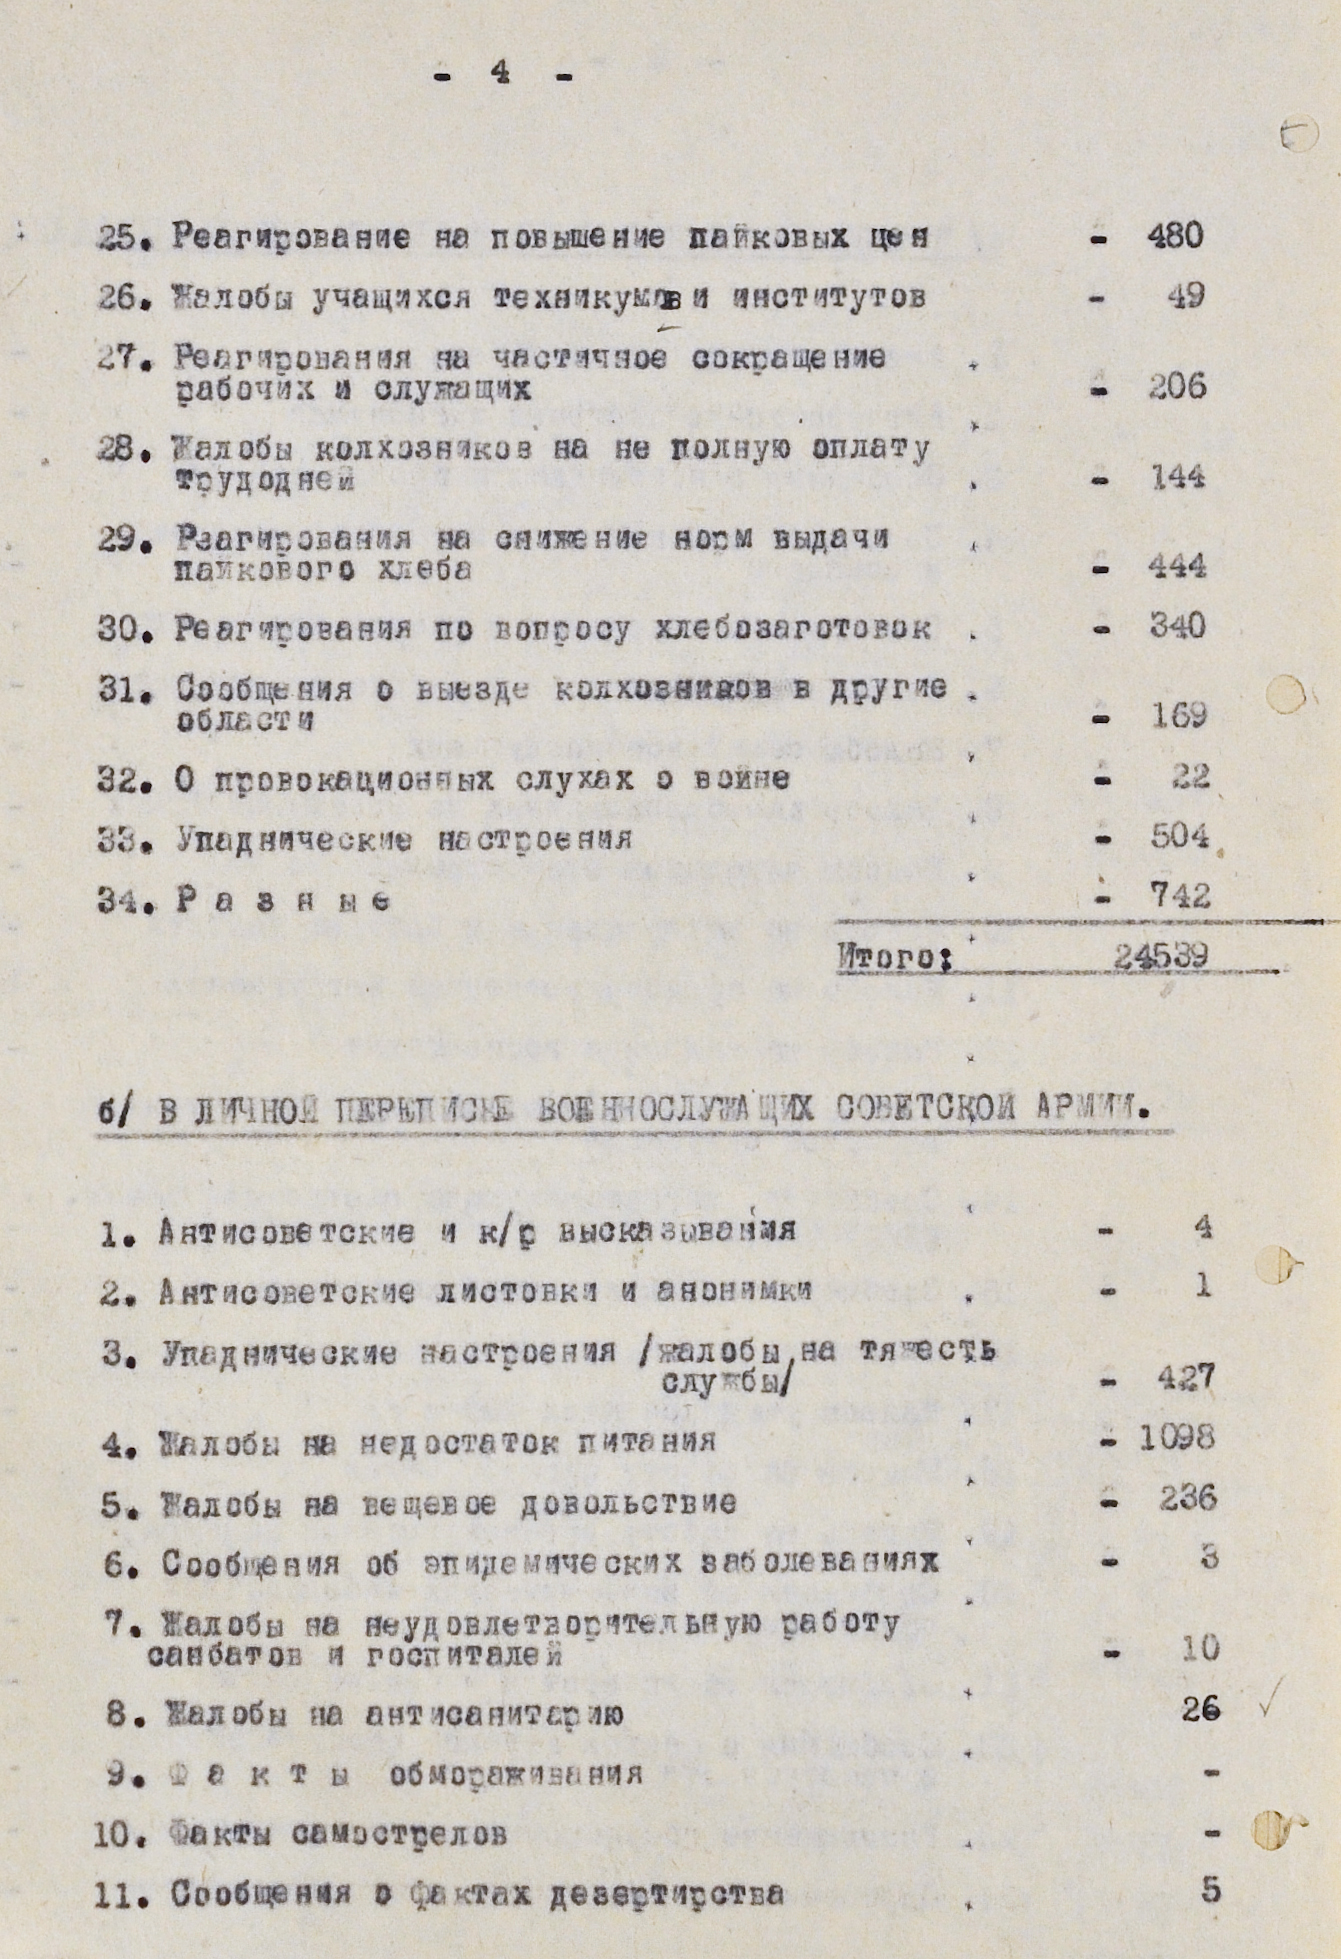 - 4 -
25. Реагирование на повышение пайковых цен - 480
26. Жалобы учащихся техникумов и институтов - 49
27. Реагирования на частичное сокращение
рабочих и служащих - 206
28. Жалобы колхозников на не полную оплату
трудодней - 144
29. Реагирования на снижение норм выдачи
пайкового хлеба - 444
30. Реагирования по вопросу хлебозаготовок - 340
31. Сообщения о выезде колхозников в другие
области - 169
32. О провокационных слухах о войне - 22
33. Упаднические настроения - 504
34. Р а з н ы е - 742
Итого: 24539
б/ В ЛИЧНОЙ ПЕРЕПИСКЕ ВОЕННОСЛУЖАЩИХ СОВЕТСКОЙ АРМИИ.
1. Антисоветские и к/р высказывания - 4
2. Антисоветские листовки и анонимки - 1
3. Упаднические настроения /жалобы на тяжесть
службы/ - 427
4. Жалобы на недостаток питания - 1098
5. Жалобы на вещевое довольствие - 236
6. Сообщения об эпидемических заболеваниях - 3
7. Жалобы на неудовлетворительную работу
санбатов и госпиталей - 10
8. Жалобы на антисанитарию 26
9. Ф а к т ы обмораживания -
10. Факты самострелов -
11. Сообщения о фактах дезертирства 5